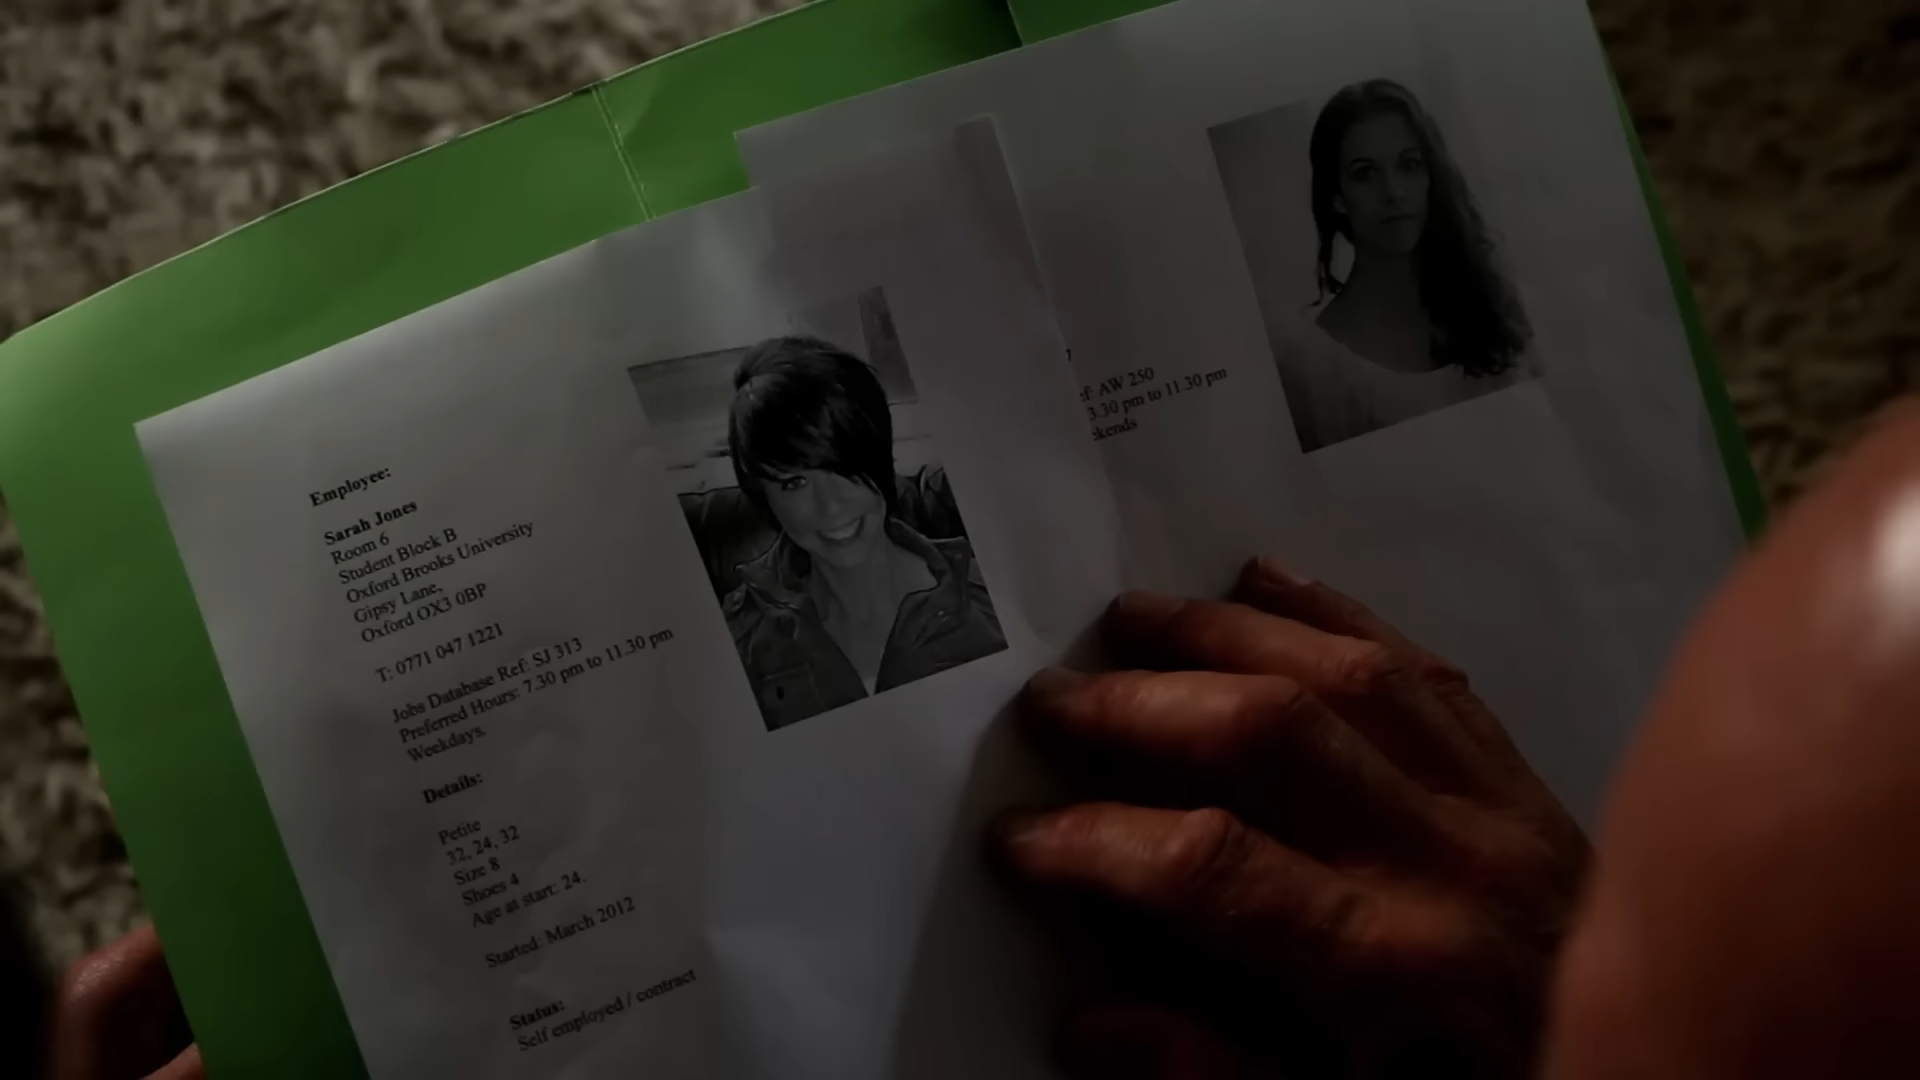 Employee:
Sarah Jones
Room 6
Student Block B
Oxford Brooks University
Gipsy Lane,
Oxford OX3 0BP
T: 0771 047 1221
Jobs Database Ref: SJ 313
Preferred Hours: 7.30 pm to 11.30 pm
Weekdays.
Details:
Petite
32, 24, 32
Size 8
Shoes 4
Age at start: 24.
Started: March 2012
Status:
Self employed / contract
AW 250
3.30 pm to 11.30 pm